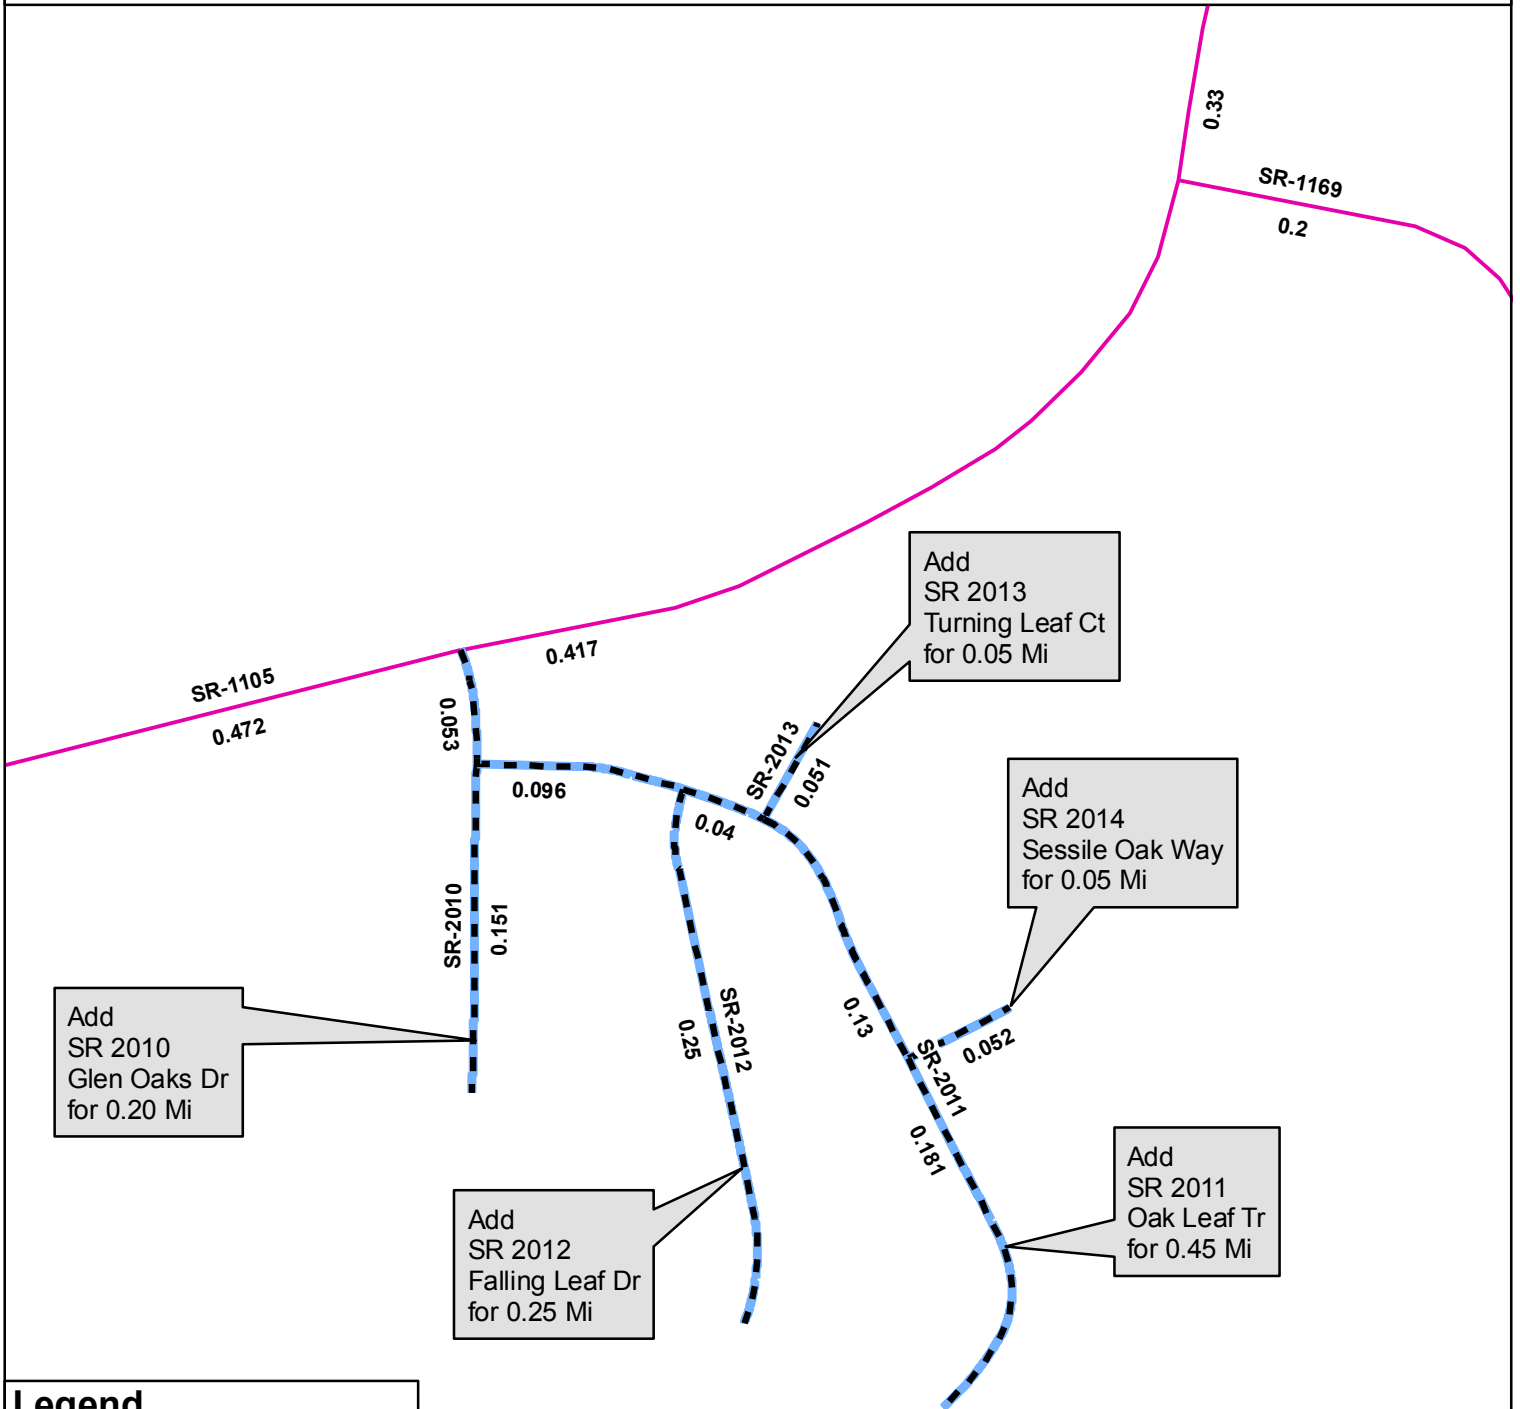 0.33
SR-1169
0.2
Add
SR 2013
Turning Leaf Ct
for 0.05 Mi
0.417
SR-1105
0.472
0.053
SR-2013
0.051
0.096
0.04
Add
SR 2014
Sessile Oak Way
for 0.05 Mi
SR-2010
0.151
Add
SR 2010
Glen Oaks Dr
for 0.20 Mi
SR-2012
0.25
0.13
0.052
SR-2011
0.181
Add
SR 2011
Oak Leaf Tr
for 0.45 Mi
Add
SR 2012
Falling Leaf Dr
for 0.25 Mi
Legend